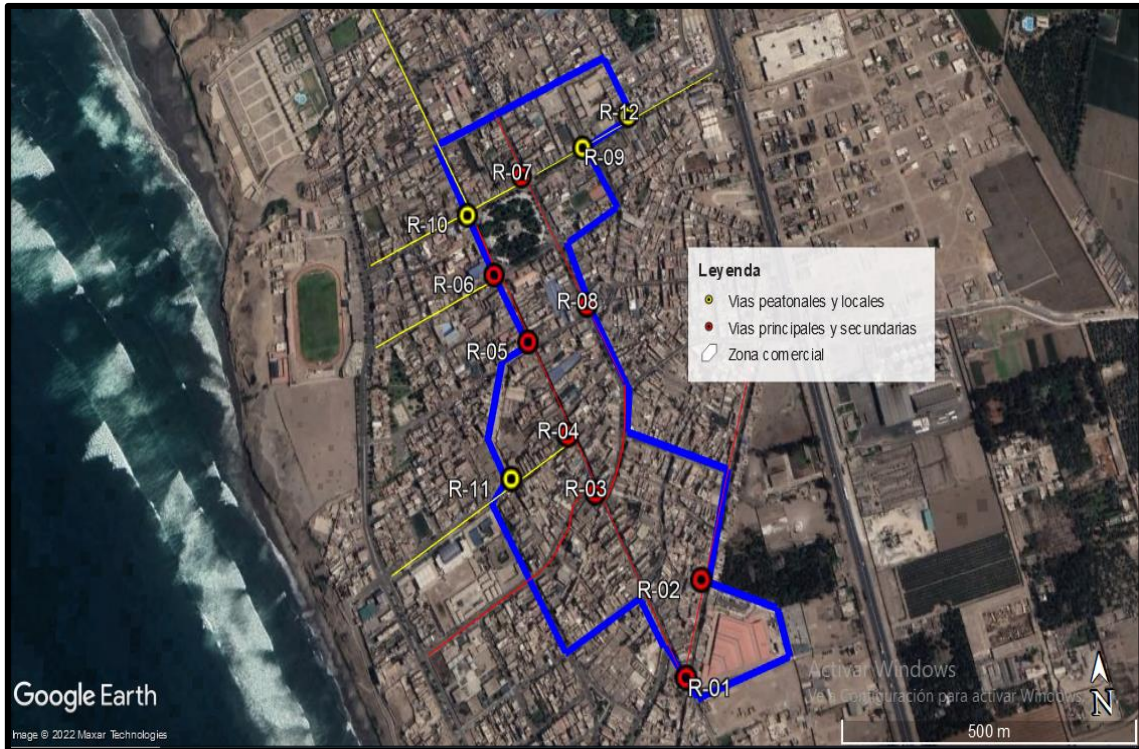 R-12
R-09
R-07
R-10
R-06
R-08
R-05
R-04
R-11
R-03
R-02
R-01
Leyenda
Vias peatonales y locales
Vias principales y secundarias
Zona comercial
Activar Windows
Ve a Configuración para activar Windows.
N
500 m
Google Earth
Image © 2022 Maxar Technologies